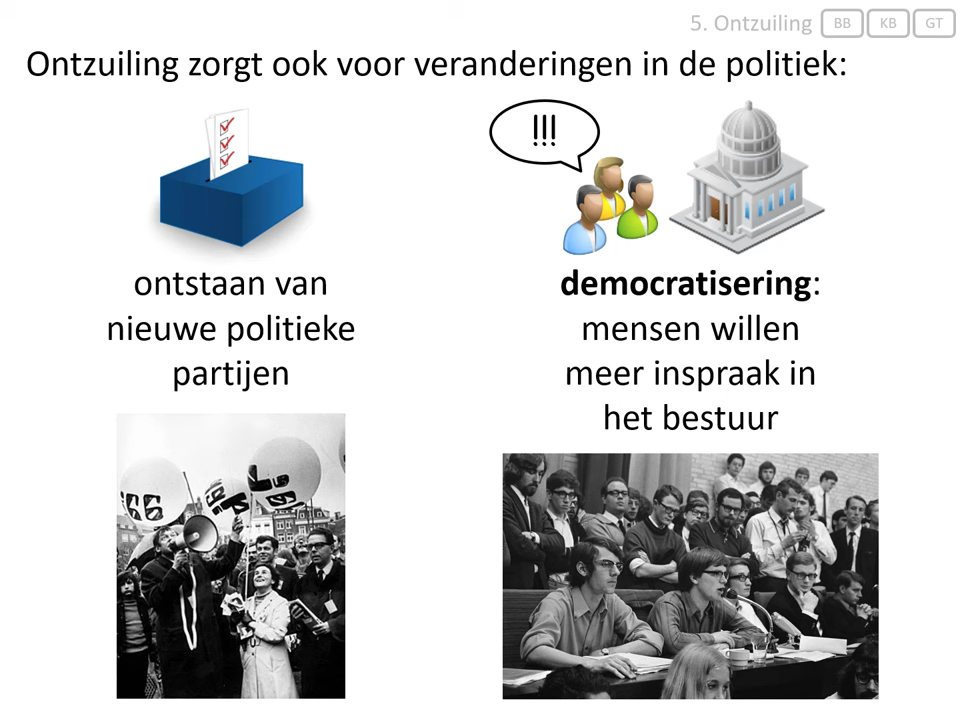 5. Ontzuiling BB KB GT
Ontzuiling zorgt ook voor veranderingen in de politiek:
!!!
ontstaan van
nieuwe politieke
partijen
democratisering:
mensen willen
meer inspraak in
het bestuur